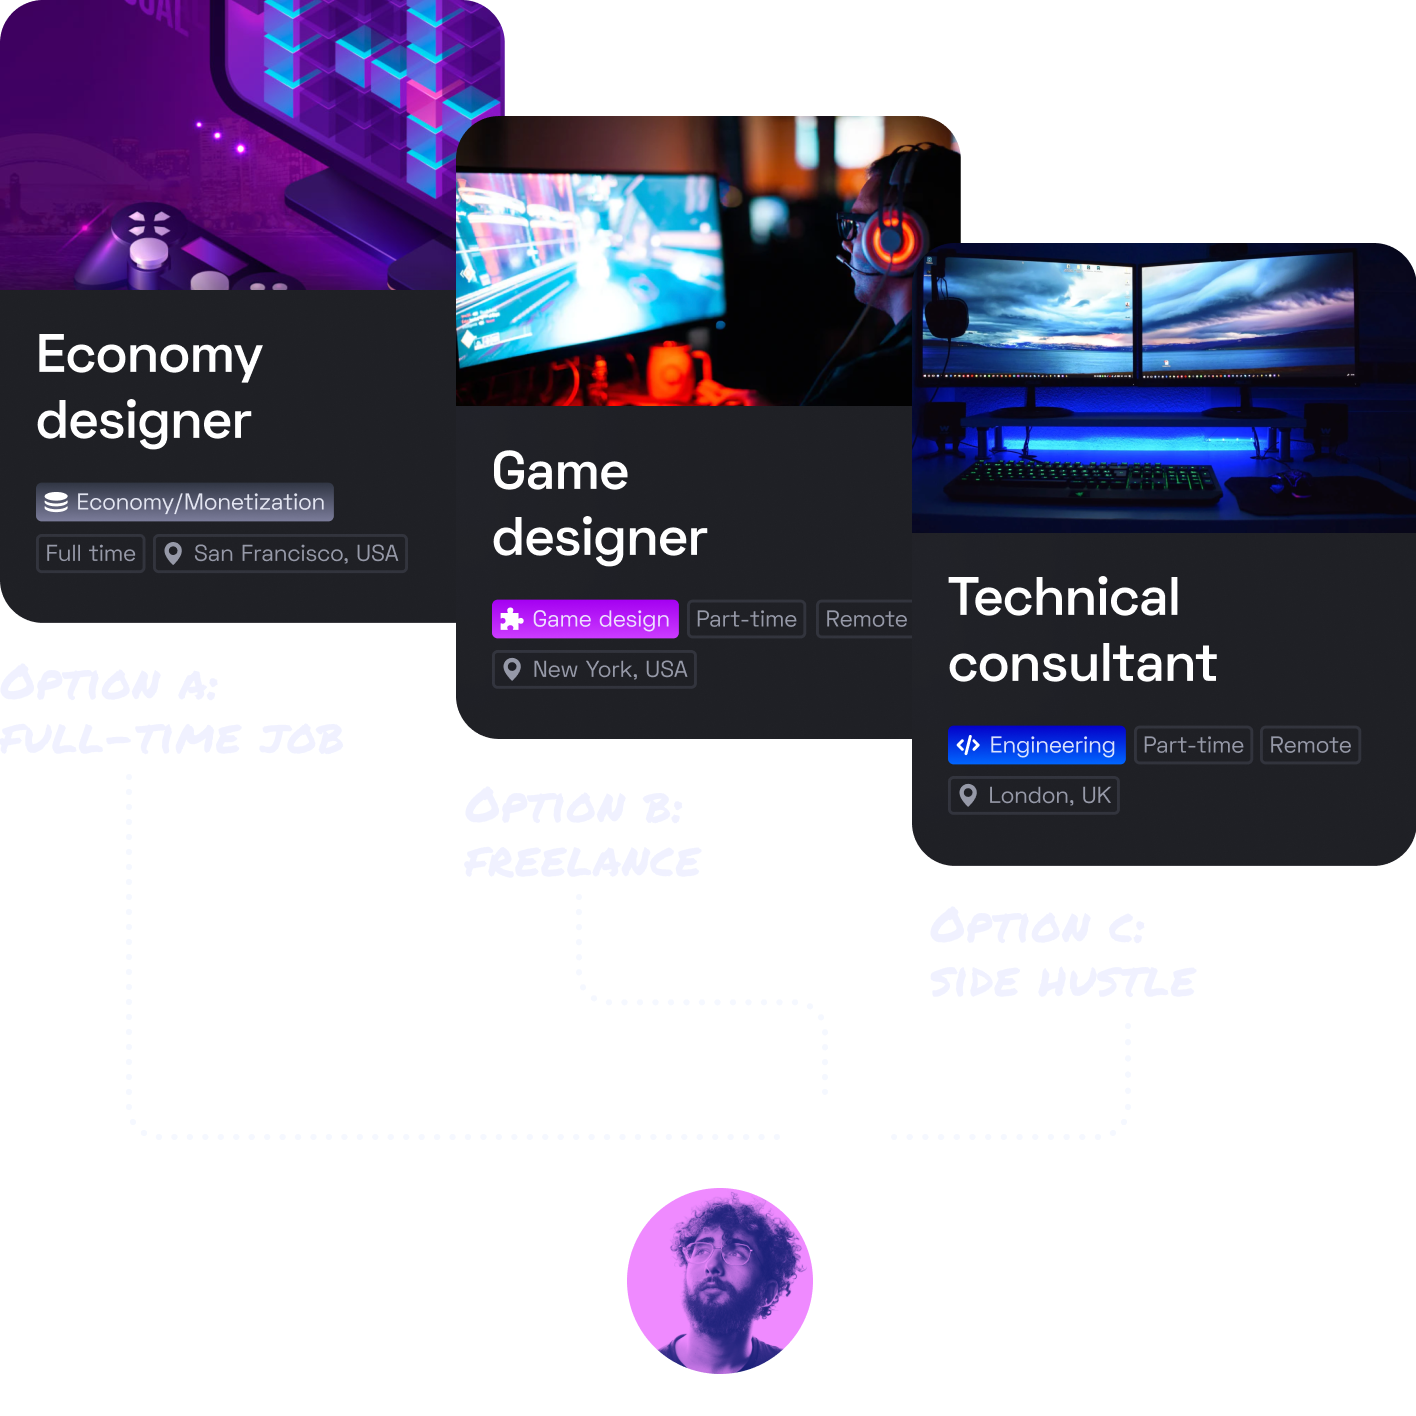 Economy
designer
Economy/Monetization
Full time
San Francisco, USA
Option a:
full-time job
Game
designer
Game design
Part-time
Remote
New York, USA
Option b:
freelance
Technical
consultant
Engineering
Part-time
Remote
London, UK
Option c:
side hustle